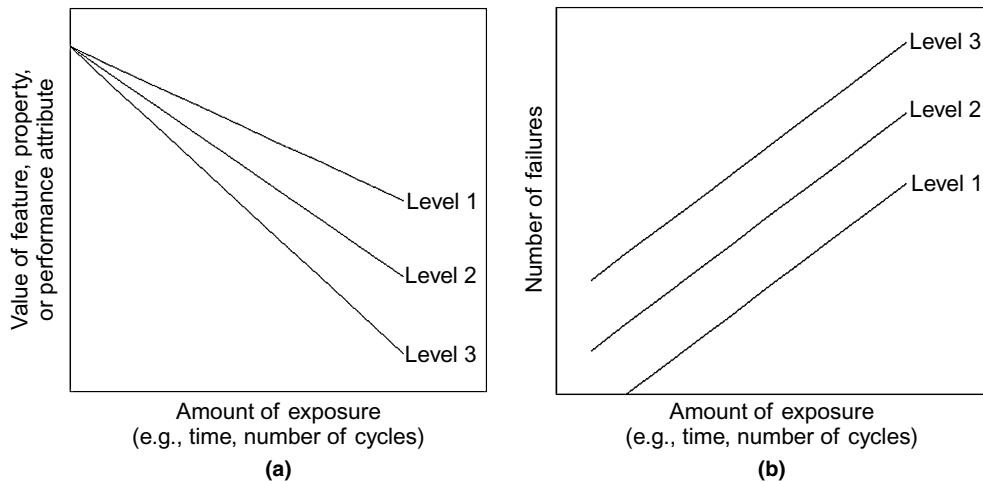 Value of feature, property,
or performance attribute
Level 1
Level 2
Level 3
Amount of exposure
(e.g., time, number of cycles)
(a)
Number of failures
Level 3
Level 2
Level 1
Amount of exposure
(e.g., time, number of cycles)
(b)